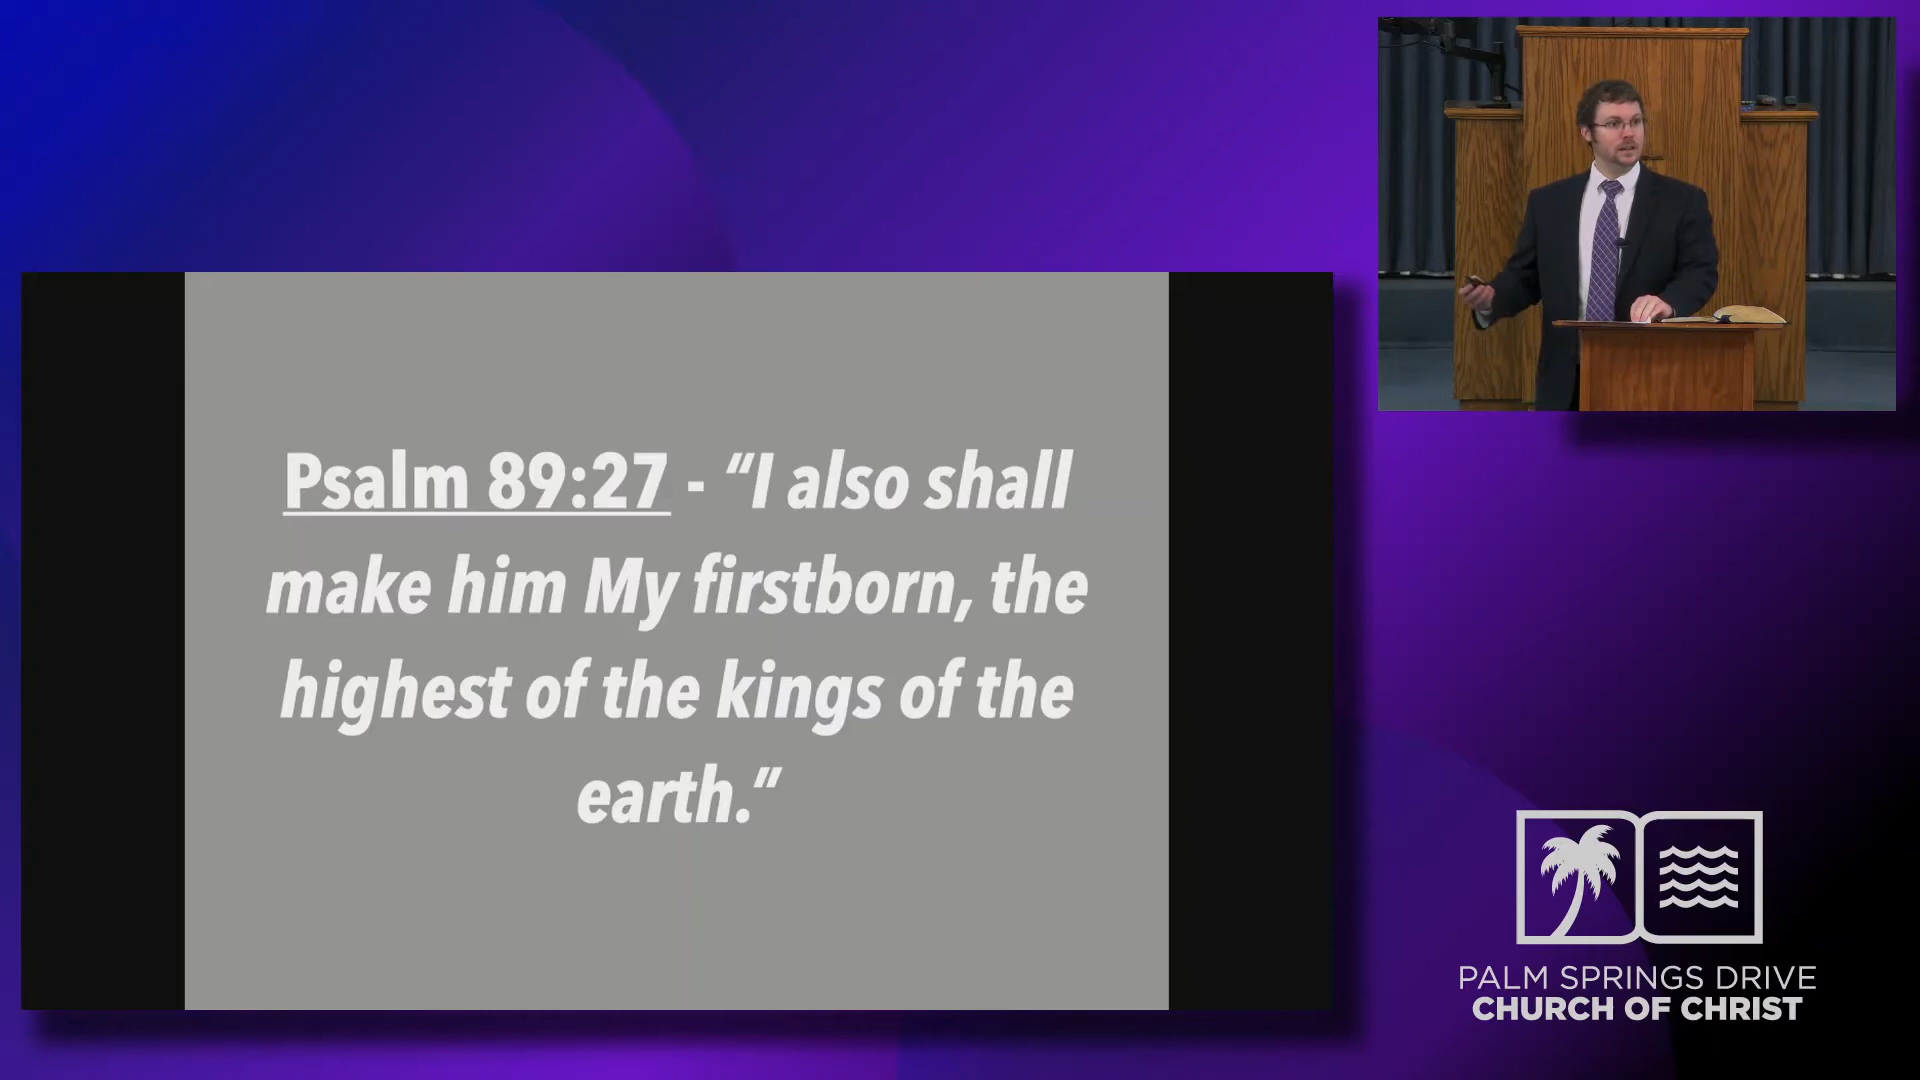 Psalm 89:27 - “I also shall
make him My firstborn, the
highest of the kings of the
earth.”
PALM SPRINGS DRIVE
CHURCH OF CHRIST